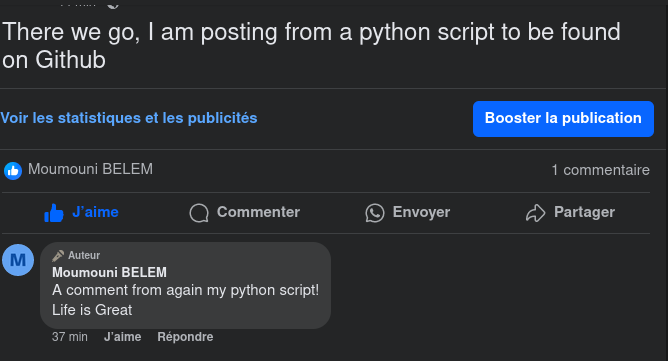 There we go, I am posting from a python script to be found
on Github
Voir les statistiques et les publicités
Booster la publication
Moumouni BELEM
1 commentaire
J'aime
Commenter
Envoyer
Partager
M
Auteur
Moumouni BELEM
A comment from again my python script!
Life is Great
37 min J'aime Répondre